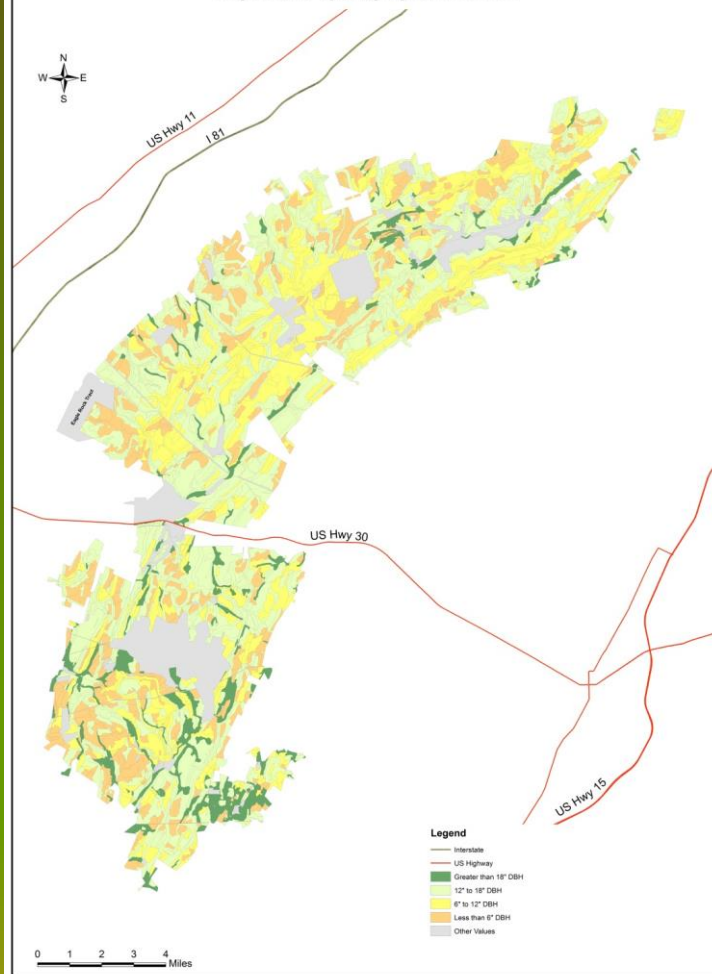 N
W E
S
US Hwy 11
I 81
Eagle Rock Tract
US Hwy 30
US Hwy 15
Legend
Interstate
US Highway
Greater than 18" DBH
12" to 18" DBH
6" to 12" DBH
Less than 6" DBH
Other Values
0 1 2 3 4
Miles